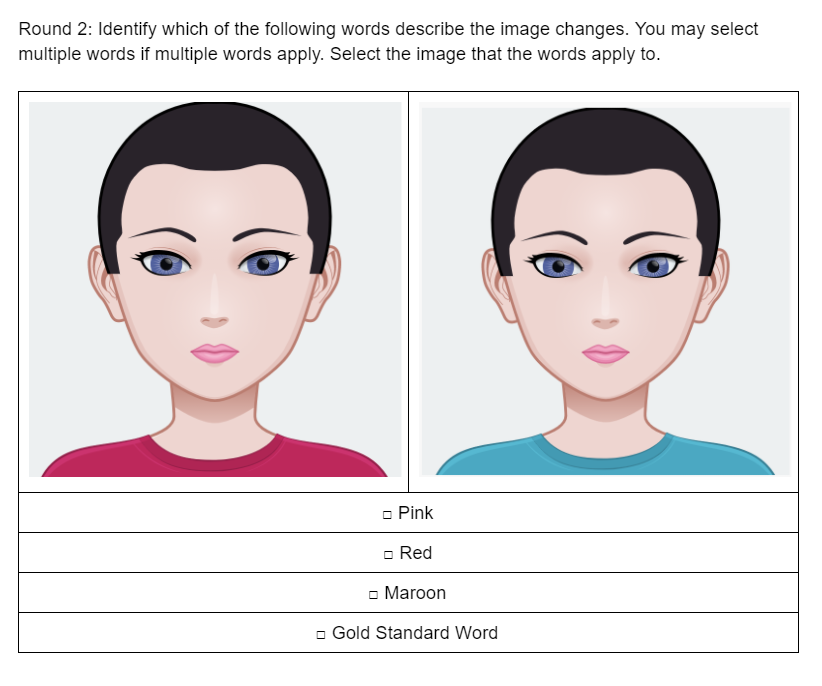 Round 2: Identify which of the following words describe the image changes. You may select
multiple words if multiple words apply. Select the image that the words apply to.
□ Pink
□ Red
□ Maroon
□ Gold Standard Word